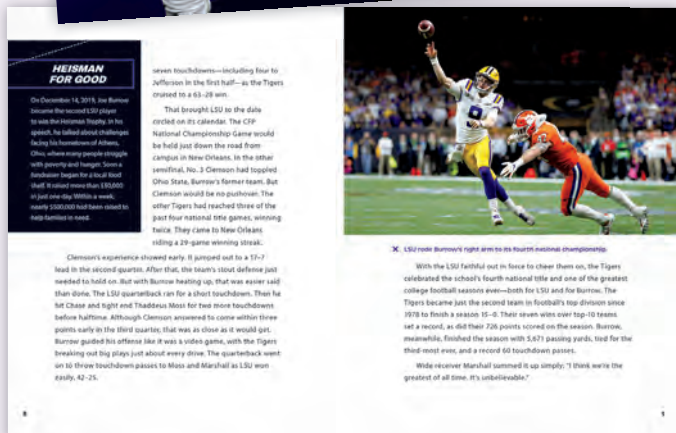 HEISMAN
FOR GOOD
On December 14, 2019, Joe Burrow
became the second LSU player
to win the Heisman Trophy. In his
speech, he talked about challenges
facing his hometown of Athens,
Ohio, where many people struggle
with poverty and hunger. Soon a
fundraiser began for a local food
shelf. It raised more than
in just one day. Within a week,
nearly $500,000 had been raised to
help families in need.
seven touchdowns—including four to
Jefferson in the first half—as the Tigers
cruised to a 63–28 win.
That brought LSU to the date
circled on its calendar. The CFP
National Championship Game would
be held just down the road from
campus in New Orleans. In the other
semifinal, No. 3 Clemson had toppled
Ohio State, Burrow's former team. But
Clemson would be no pushover. The
other Tigers had reached three of the
past four national title games, winning
twice. They came to New Orleans
riding a 29-game winning streak.
Clemson's experience showed early. It jumped out to a 17–7
lead in the second quarter. After that, the team's stout defense just
needed to hold on. But with Burrow heating up, that was easier said
than done. The LSU quarterback ran for a short touchdown. Then he
hit Chase and tight end Thaddeus Moss for two more touchdowns
before halftime. Although Clemson answered to come within three
points early in the third quarter, that was as close as it would get.
Burrow guided his offense like it was a video game, with the Tigers
breaking out big plays just about every drive. The quarterback went
on to throw touchdown passes to Moss and Marshall as LSU won
easily, 42–25.
8
X LSU rode Burrow's right arm to its fourth national championship.
With the LSU faithful out in force to cheer them on, the Tigers
celebrated the school's fourth national title and one of the greatest
college football seasons ever—both for LSU and Joe Burrow. The
Tigers became just the second team in football's top division since
1978 to finish a season 15–0. Their seven wins over top-10 teams
set a record, as did their 726 points scored on the season. Burrow,
meanwhile, finished the season with 5,671 passing yards, tied for the
third-most ever, and a record 60 touchdown passes.
Wide receiver Marshall summed it up simply: "I think we're the
greatest of all time. It's unbelievable."